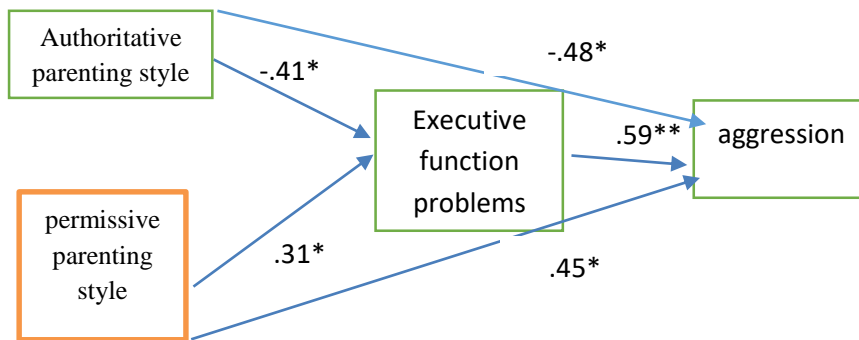 Authoritative
parenting style
-.41*
-.48*
Executive
function
problems
.59**
aggression
permissive
parenting
style
.31*
.45*